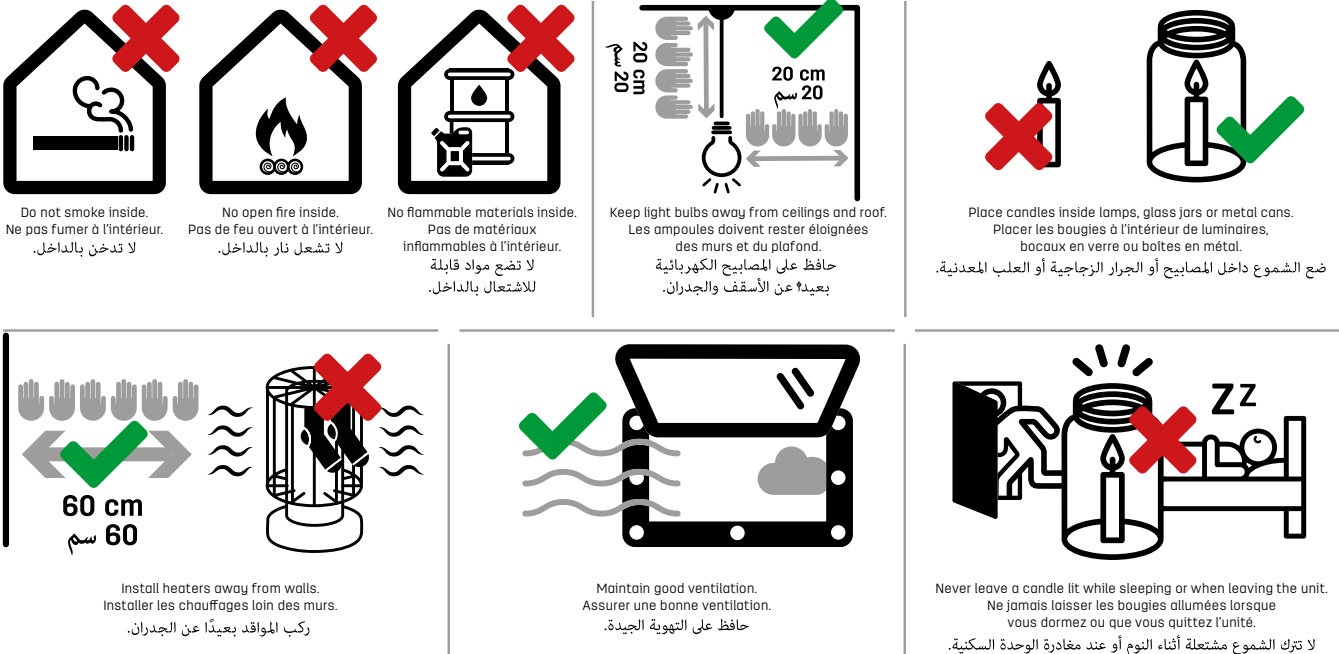 Do not smoke inside.
Ne pas fumer à l’intérieur.
لا تدخن بالداخل.
No open fire inside.
Pas de feu ouvert à l’intérieur.
لا تشعل نار بالداخل.
No flammable materials inside.
Pas de matériaux
inflammables à l’intérieur.
لا تضع مواد قابلة
للاشتعال بالداخل.
20 cm
20 سم
20 cm
20 سم
Keep light bulbs away from ceilings and roof.
Les ampoules doivent rester éloignées
des murs et du plafond.
حافظ على المصابيح الكهربائية
بعيدًا عن الأسقف والجدران.
Place candles inside lamps, glass jars or metal cans.
Placer les bougies à l’intérieur de luminaires,
bocaux en verre ou boîtes en métal.
ضع الشموع داخل المصابيح أو الجرار الزجاجية أو العلب المعدنية.
60 cm
60 سم
Install heaters away from walls.
Installer les chauffages loin des murs.
ركب المواقد بعيدًا عن الجدران.
Maintain good ventilation.
Assurer une bonne ventilation.
حافظ على التهوية الجيدة.
ZZ
Never leave a candle lit while sleeping or when leaving the unit.
Ne jamais laisser les bougies allumées lorsque
vous dormez ou que vous quittez l’unité.
لا تترك الشموع مشتعلة أثناء النوم أو عند مغادرة الوحدة السكنية.